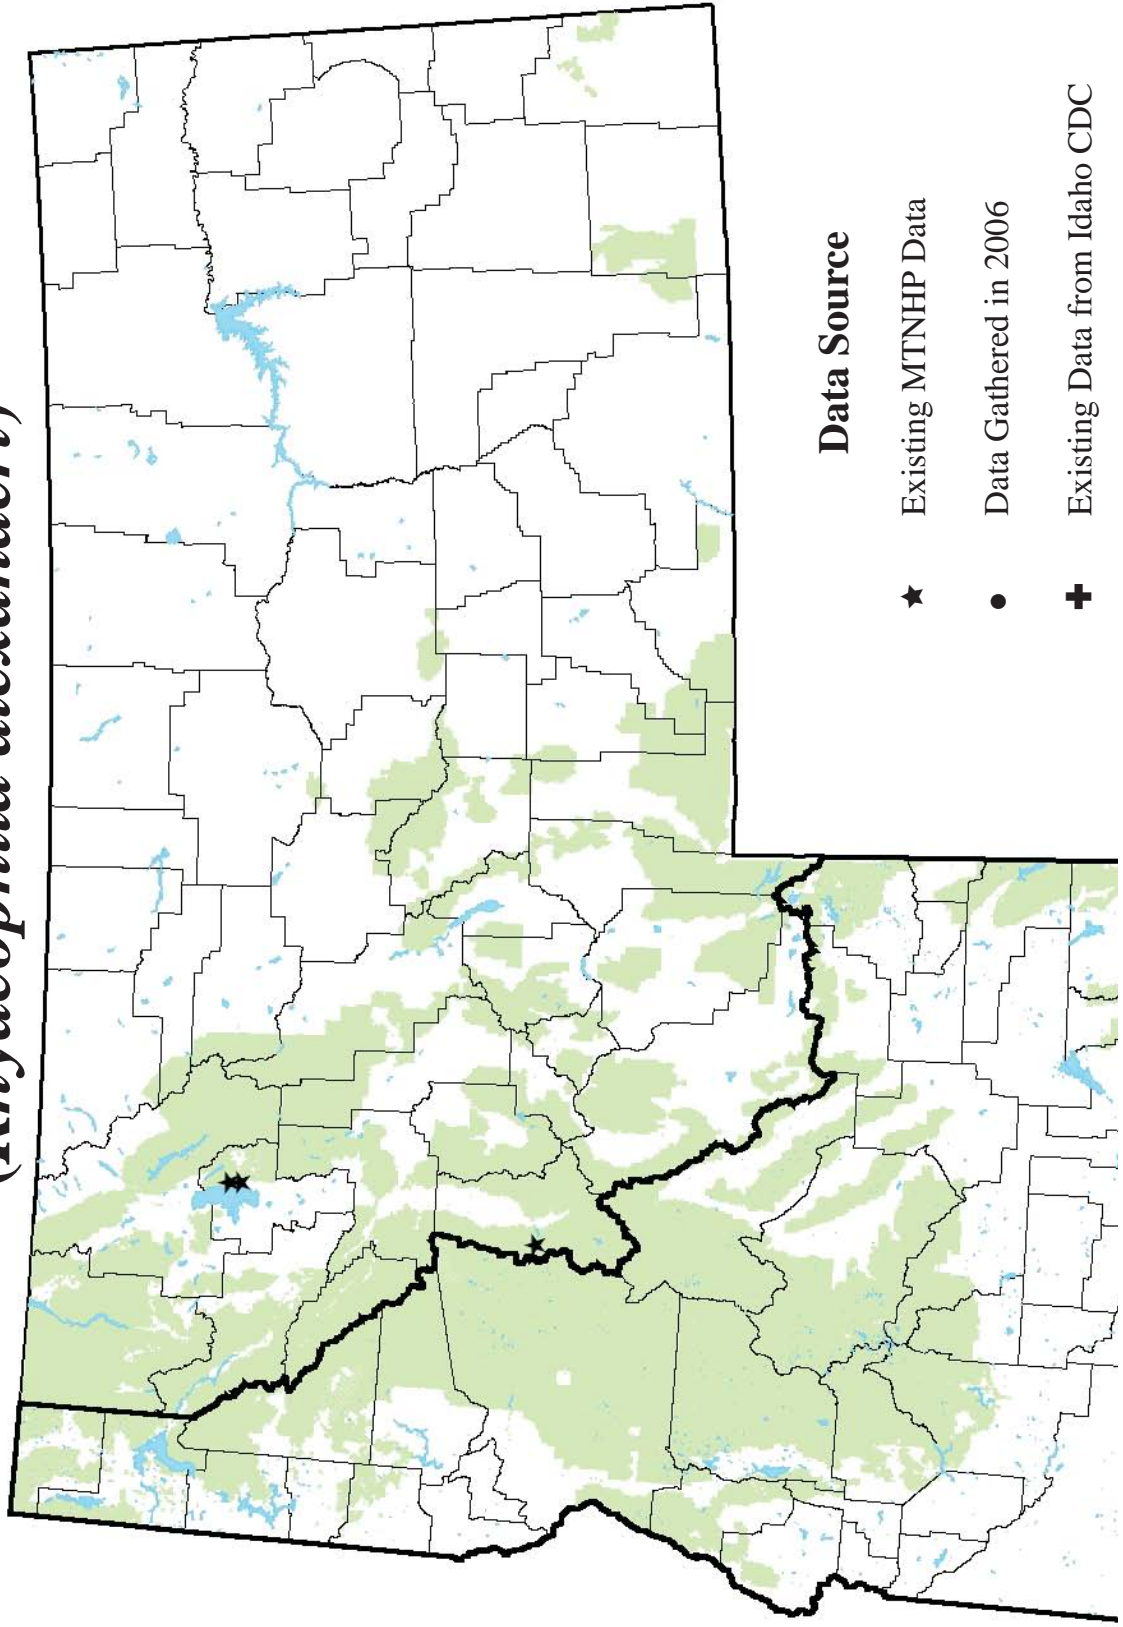 (Rhyacophila alexanderi)
Data Source
Existing MTNHP Data
Data Gathered in 2006
Existing Data from Idaho CDC